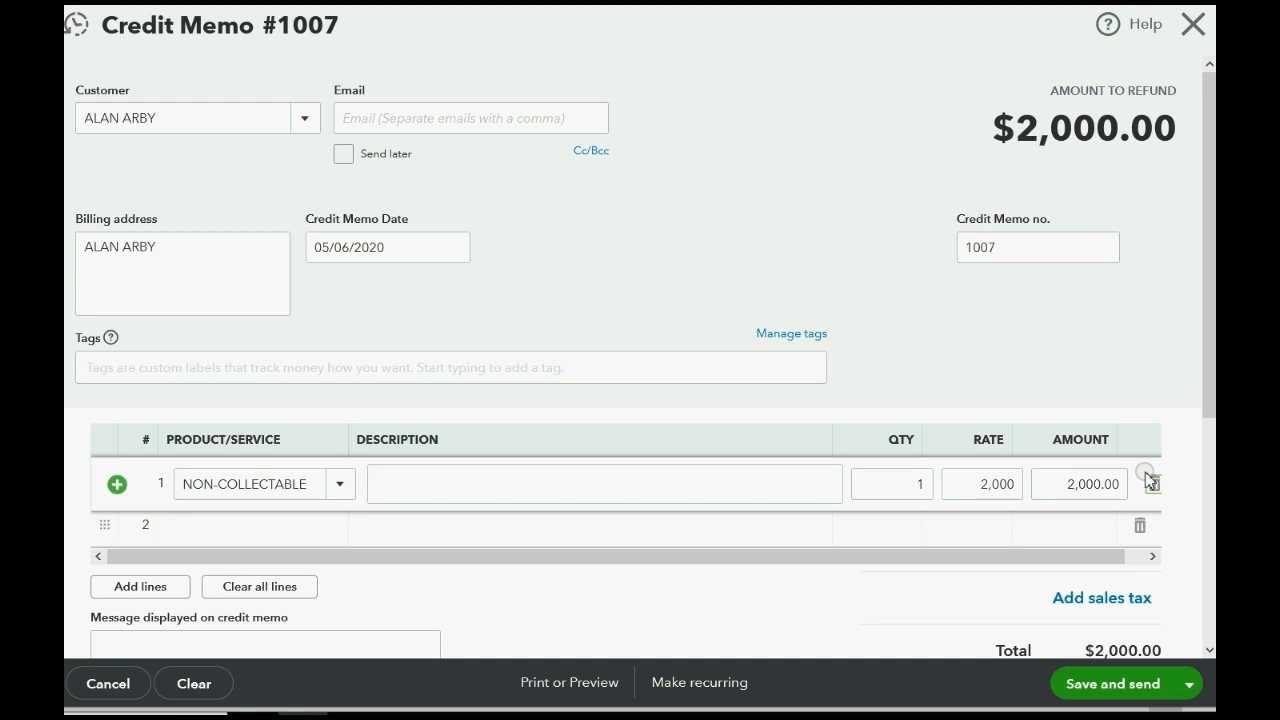 Credit Memo #1007
Help
Customer
Email
AMOUNT TO REFUND
ALAN ARBY
Email (Separate emails with a comma)
$2,000.00
Send later
Cc/Bcc
Billing address
Credit Memo Date
Credit Memo no.
ALAN ARBY
05/06/2020
1007
Tags
Manage tags
Tags are custom labels that track money how you want. Start typing to add a tag.
# PRODUCT/SERVICE DESCRIPTION QTY RATE AMOUNT
1 NON-COLLECTABLE 1 2,000 2,000.00
2
Add lines
Clear all lines
Add sales tax
Message displayed on credit memo
Total $2,000.00
Cancel
Clear
Print or Preview
Make recurring
Save and send